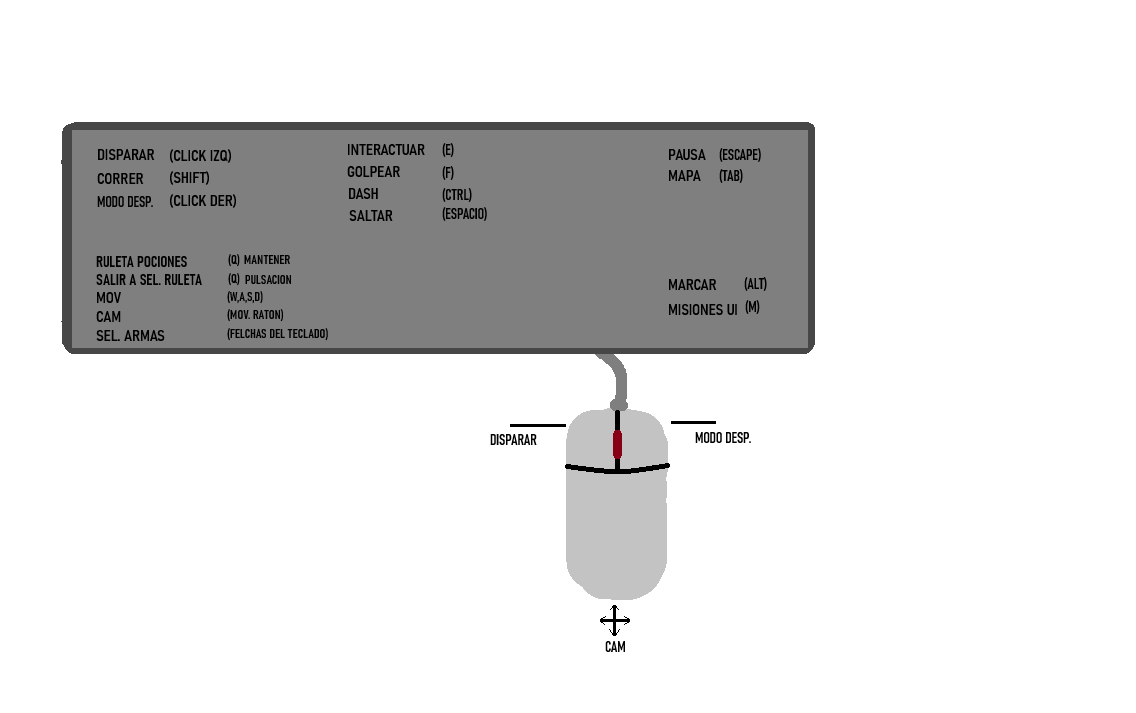 DISPARAR (CLICK IZQ)
CORRER (SHIFT)
MODO DESP. (CLICK DER)
INTERACTUAR (E)
GOLPEAR (F)
DASH (CTRL)
SALTAR (ESPACIO)
PAUSA (ESCAPE)
MAPA (TAB)
RULETA POCIONES (Q) MANTENER
SALIR A SEL. RULETA (Q) PULSACION
MOV (W,A,S,D)
CAM (MOV. RATON)
SEL. ARMAS (FELCHAS DEL TECLADO)
MARCAR (ALT)
MISIONES UI (M)
DISPARAR
MODO DESP.
CAM